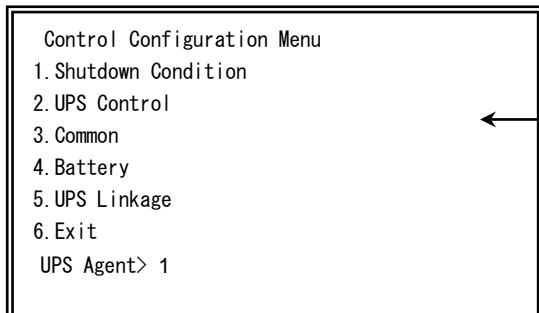 Control Configuration Menu
1.Shutdown Condition
2.UPS Control
3.Common
4.Battery
5.UPS Linkage
6.Exit
UPS Agent> 1